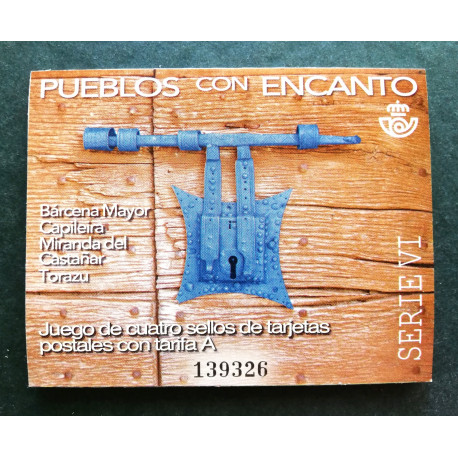 PUEBLOS CON ENCANTO
Bárcena Mayor
Capileira
Miranda del
Castañar
Torazu
Juego de cuatro sellos de tarjetas
postales con tarifa A
139326
SERIE VI